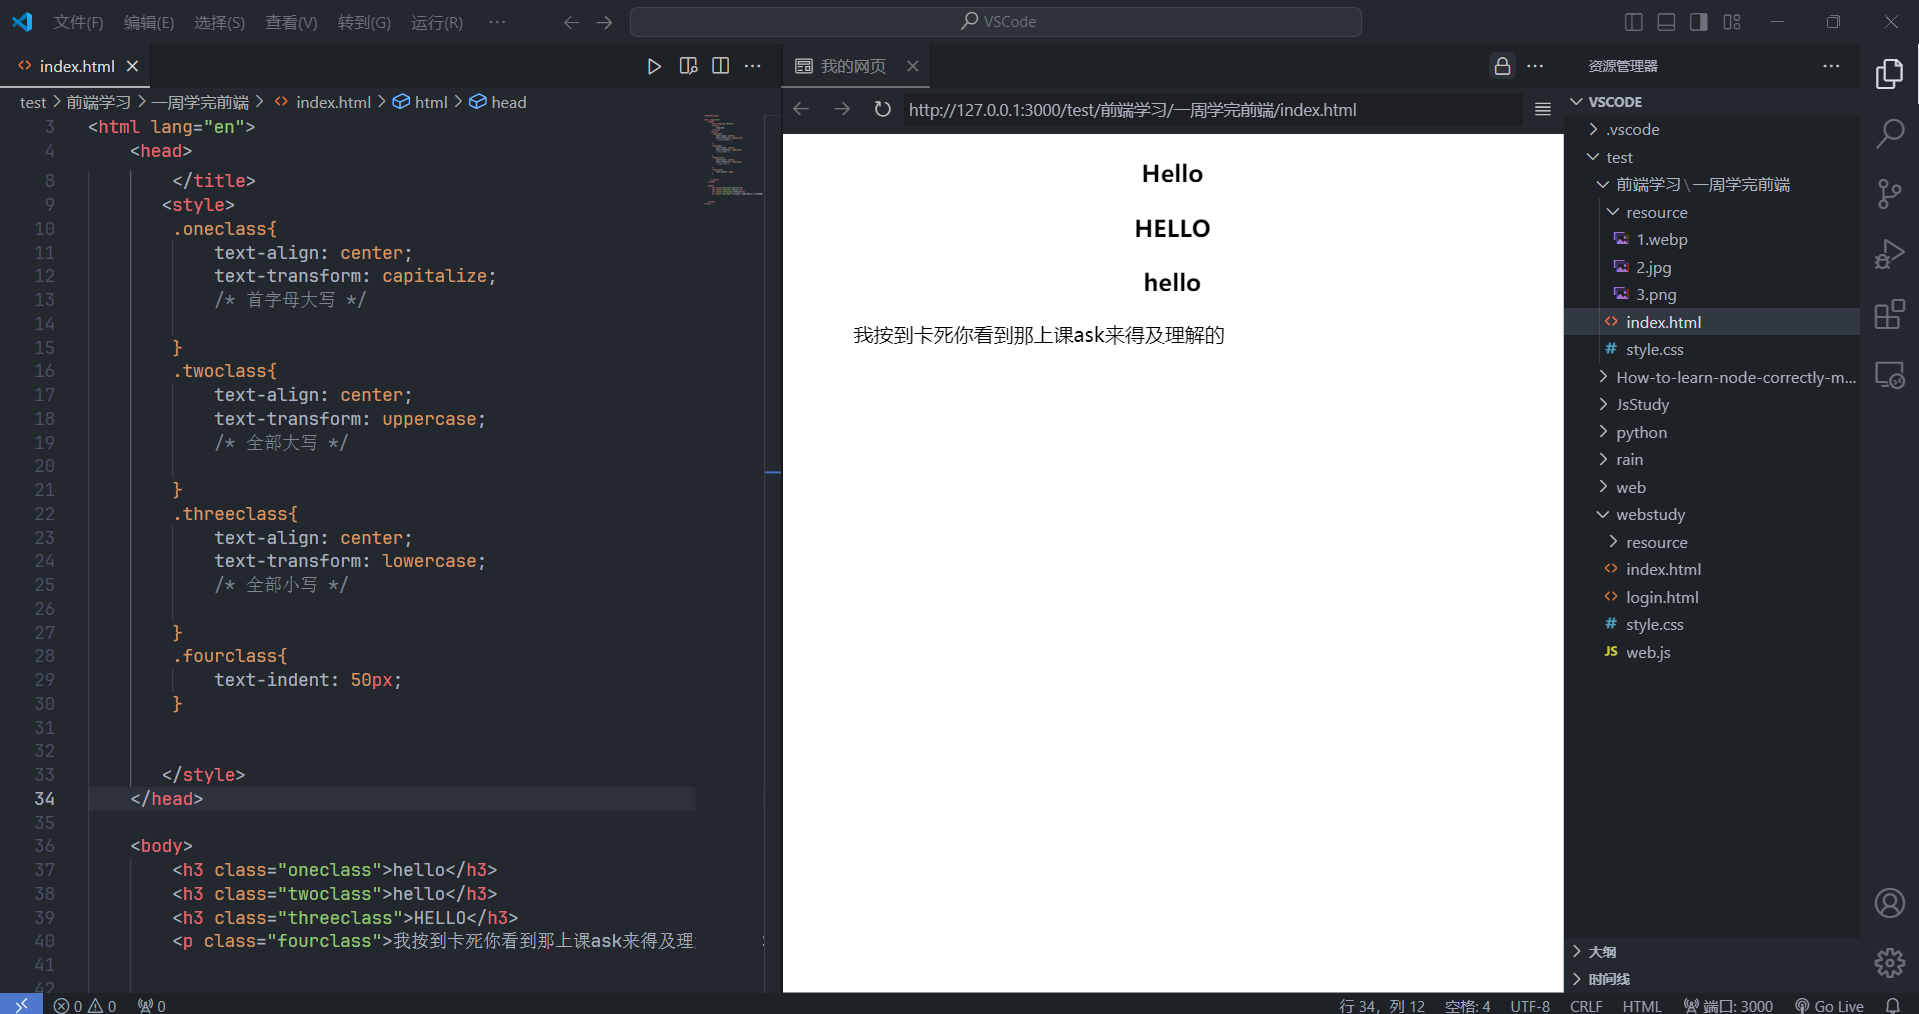 文件(F) 编辑(E) 选择(S) 查看(V) 转到(G) 运行(R) ··· VSCode
index.html
test > 前端学习 > 一周学完前端 > index.html > html > head
3 <html lang="en">
4 <head>
8 </title>
9 <style>
10 .oneclass{
11 text-align: center;
12 text-transform: capitalize;
13 /* 首字母大写 */
14
15 }
16 .twoclass{
17 text-align: center;
18 text-transform: uppercase;
19 /* 全部大写 */
20
21 }
22 .threeclass{
23 text-align: center;
24 text-transform: lowercase;
25 /* 全部小写 */
26
27 }
28 .fourclass{
29 text-indent: 50px;
30 }
31
32
33 </style>
34 </head>
35
36 <body>
37 <h3 class="oneclass">hello</h3>
38 <h3 class="twoclass">hello</h3>
39 <h3 class="threeclass">HELLO</h3>
40 <p class="fourclass">我按到卡死你看到那上课ask来得及理
41
42
我的网页
http://127.0.0.1:3000/test/前端学习/一周学完前端/index.html
Hello
HELLO
hello
我按到卡死你看到那上课ask来得及理解的
资源管理器
VSCODE
.vscode
test
前端学习\一周学完前端
resource
1.webp
2.jpg
3.png
index.html
style.css
How-to-learn-node-correctly-m...
JsStudy
python
rain
web
webstudy
resource
index.html
login.html
style.css
JS web.js
大纲
时间线
0 0 0 行 34，列 12 空格: 4 UTF-8 CRLF HTML 端口: 3000 Go Live